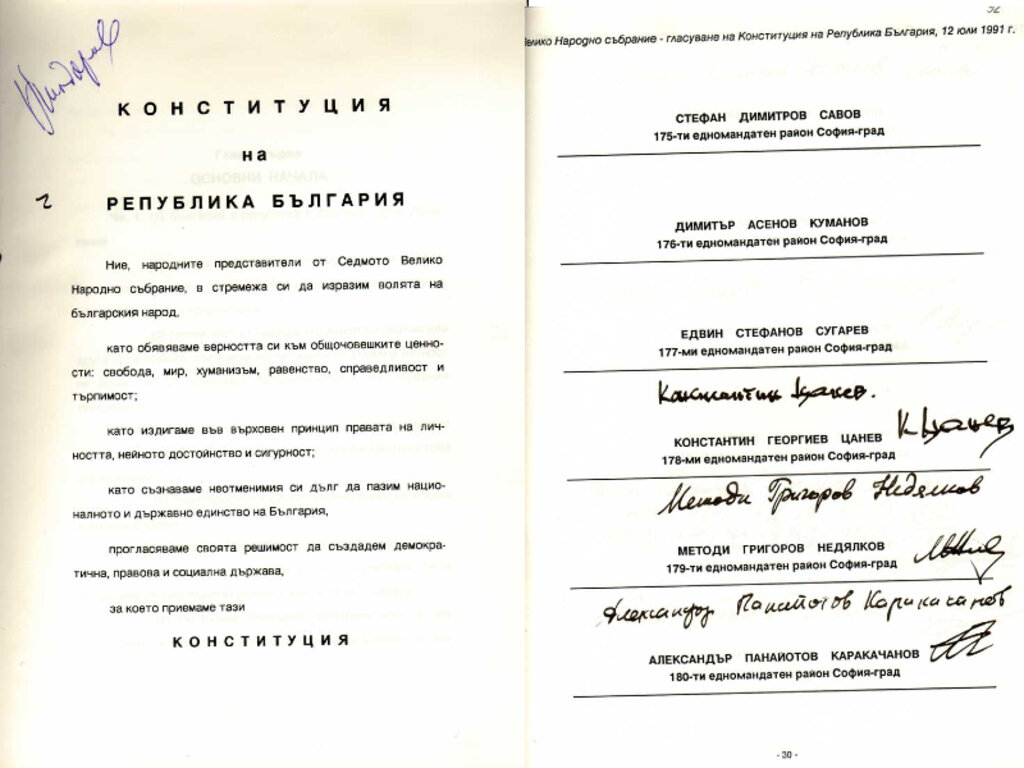 КОНСТИТУЦИЯ
на
РЕПУБЛИКА БЪЛГАРИЯ
2
Ние, народните представители от Седмото Велико
Народно събрание, в стремежа си да изразим волята на
българския народ,
като обявяваме верността си към общочовешките ценно-
сти: свобода, мир, хуманизъм, равенство, справедливост и
търпимост;
като издигаме във върховен принцип правата на лич-
ността, нейното достойнство и сигурност;
като съзнаваме неотменимия си дълг да пазим нацио-
налното и държавно единство на България,
прогласяваме своята решимост да създадем демокра-
тична, правова и социална държава,
за което приемаме тази
КОНСТИТУЦИЯ
Велико Народно събрание - гласуване на Конституция на Република България, 12 юли 1991 г.
СТЕФАН ДИМИТРОВ САВОВ
175-ти едномандатен район София-град
ДИМИТЪР АСЕНОВ КУМАНОВ
176-ти едномандатен район София-град
ЕДВИН СТЕФАНОВ СУГАРЕВ
177-ми едномандатен район София-град
Константин Цанев.
КОНСТАНТИН ГЕОРГИЕВ ЦАНЕВ К Цанев
178-ми едномандатен район София-град
Методи Григоров Недялков
МЕТОДИ ГРИГОРОВ НЕДЯЛКОВ
179-ти едномандатен район София-град
Александър Панайотов Каракачанов
АЛЕКСАНДЪР ПАНАЙОТОВ КАРАКАЧАНОВ
180-ти едномандатен район София-град
- 30 -